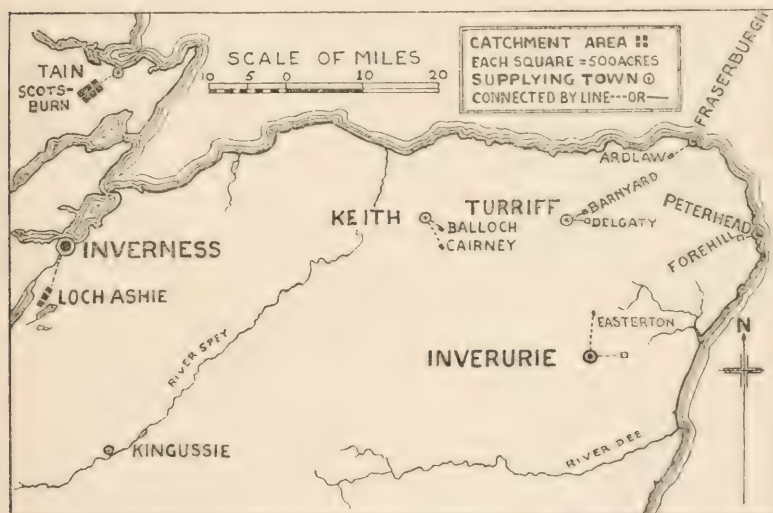 SCALE OF MILES
10 5 0 10 20
CATCHMENT AREA
EACH SQUARE = 500 ACRES
SUPPLYING TOWN
CONNECTED BY LINE---OR—
TAIN
SCOTS-
BURN
FRASERBURGH
ARDLAW
KEITH
BALLOCH
CAIRNEY
TURRIFF
BARNYARD
DELGATY
PETERHEAD
FOREHILL
INVERNESS
LOCH ASHIE
RIVER SPEY
EASTERTON
INVERURIE
N
KINGUSSIE
RIVER DEE